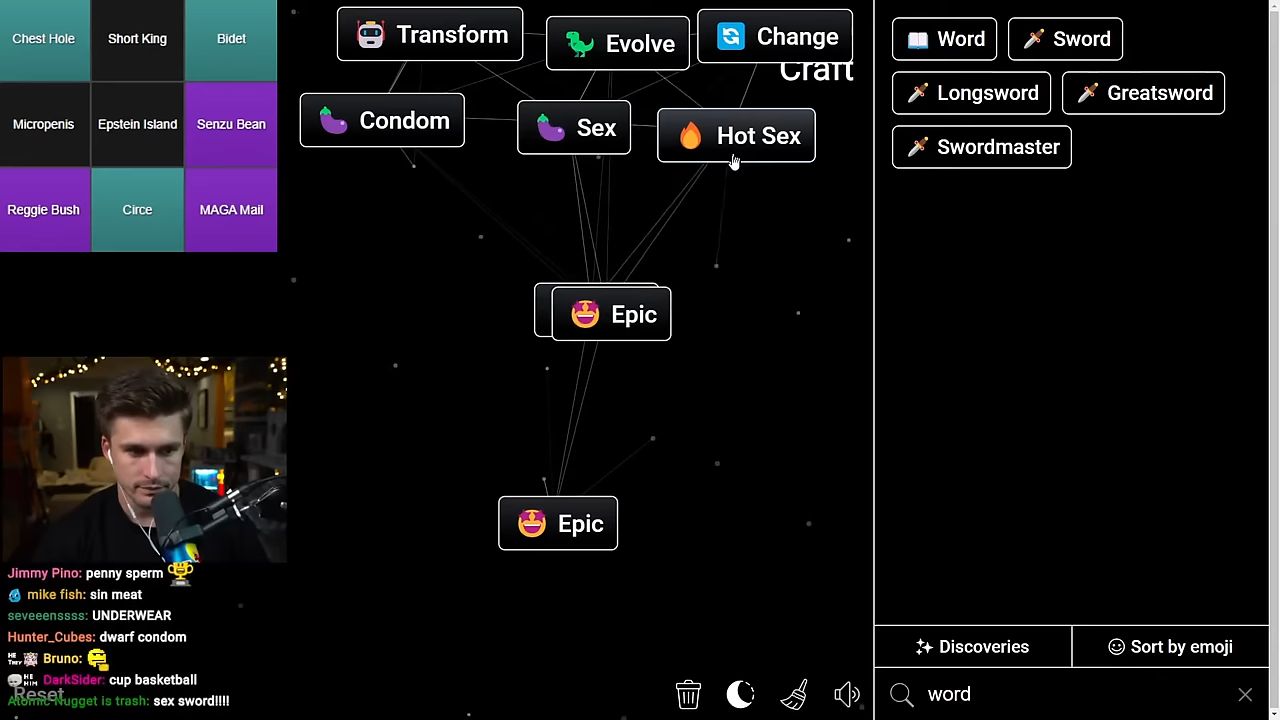 Chest Hole
Short King
Bidet
Micropenis
Epstein Island
Senzu Bean
Reggie Bush
Circe
MAGA Mail
Transform
Evolve
Change
Craft
Condom
Sex
Hot Sex
Epic
Epic
Word
Sword
Longsword
Greatsword
Swordmaster
Jimmy Pino: penny sperm
mike fish: sin meat
seveeenssss: UNDERWEAR
Hunter_Cubes: dwarf condom
Bruno:
DarkSider: cup basketball
Reset
Atomic Nugget is trash: sex sword!!!!
Discoveries
Sort by emoji
word